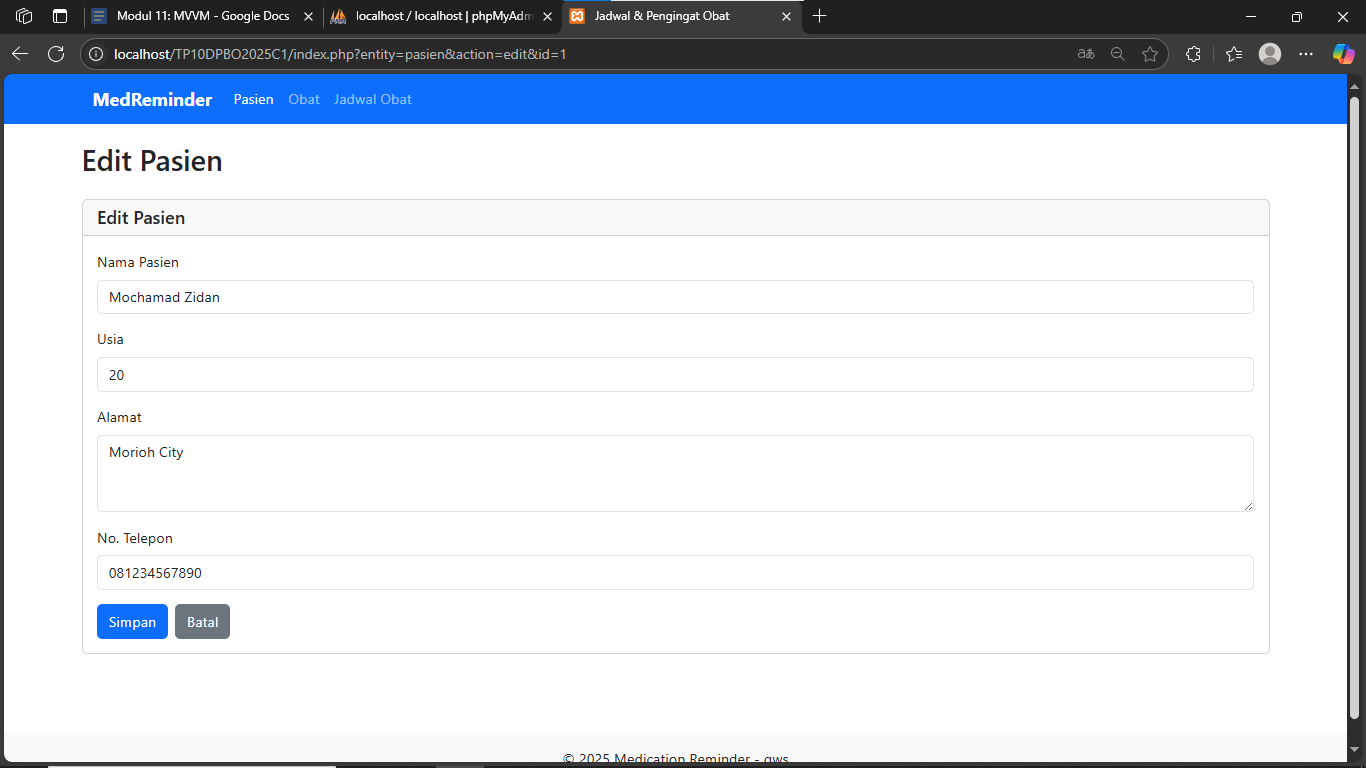 Modul 11: MVVM - Google Docs
localhost / localhost | phpMyAdm
Jadwal & Pengingat Obat
localhost/TP10DPBO2025C1/index.php?entity=pasien&action=edit&id=1
MedReminder Pasien Obat Jadwal Obat
Edit Pasien
Edit Pasien
Nama Pasien
Mochamad Zidan
Usia
20
Alamat
Morioh City
No. Telepon
081234567890
Simpan Batal
© 2025 Medication Reminder - gws